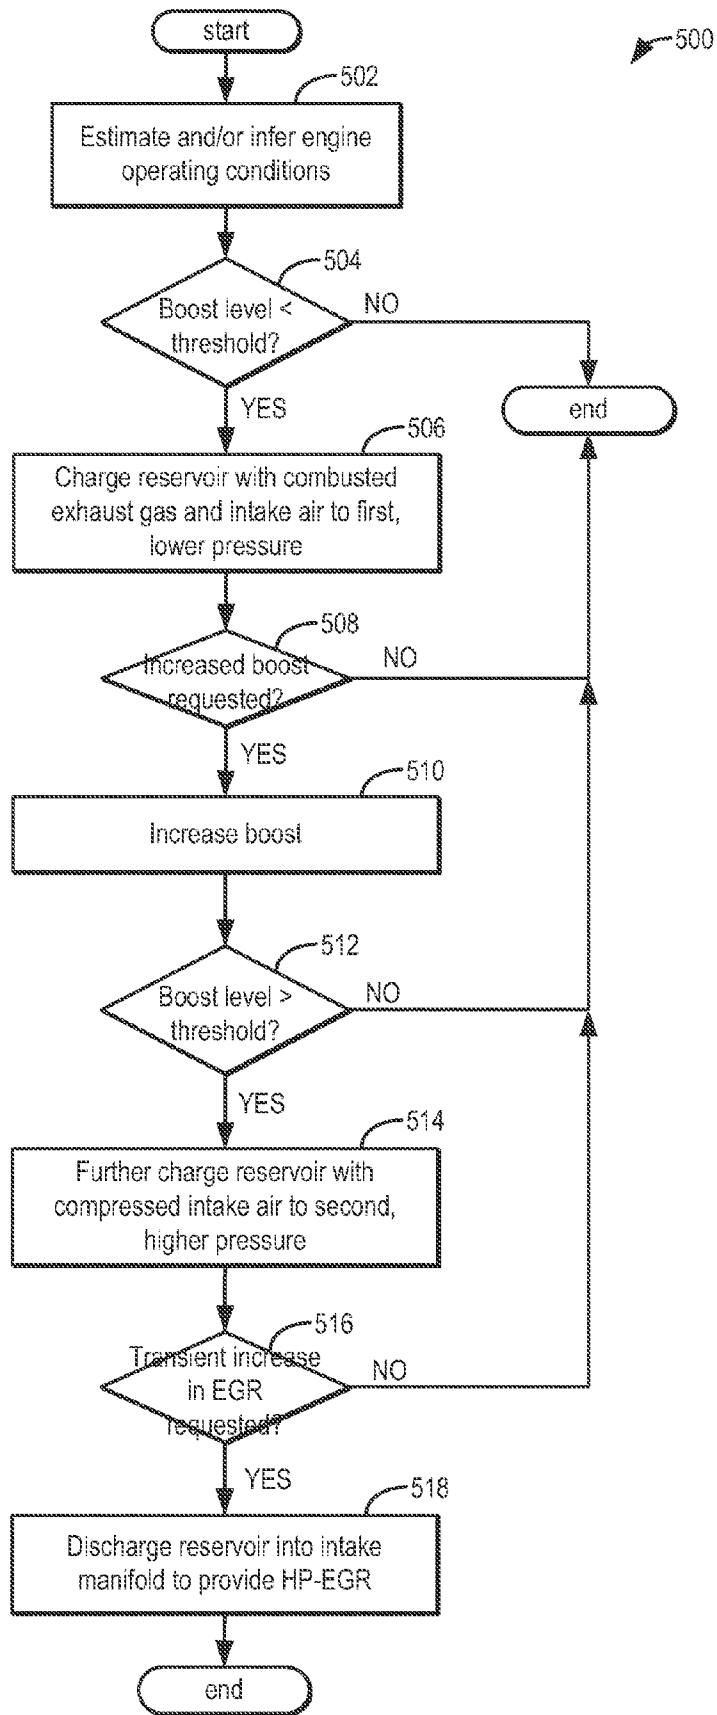 start
500
502
Estimate and/or infer engine
operating conditions
504
Boost level <
threshold?
NO
YES
end
506
Charge reservoir with combusted
exhaust gas and intake air to first,
lower pressure
508
Increased boost
requested?
NO
YES
510
Increase boost
512
Boost level >
threshold?
NO
YES
514
Further charge reservoir with
compressed intake air to second,
higher pressure
516
Transient increase
in EGR
requested?
NO
YES
518
Discharge reservoir into intake
manifold to provide HP-EGR
end